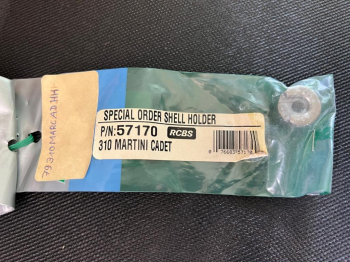 SPECIAL ORDER SHELL HOLDER
P/N: 57170 RCBS
310 MARTINI CADET